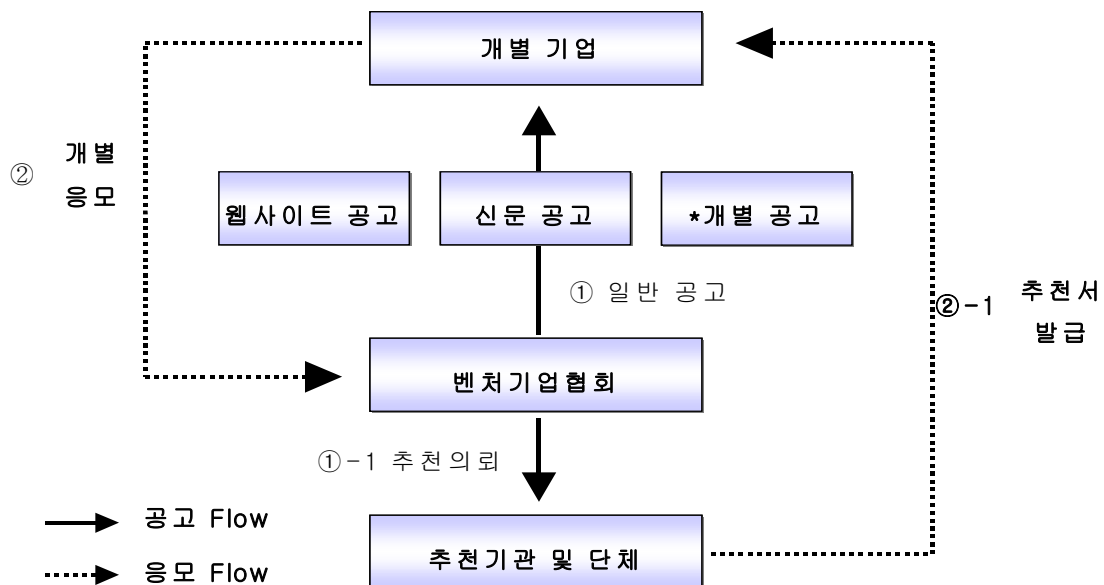 개별 기업
② 개별
응모
웹사이트 공고
신문 공고
*개별 공고
① 일반 공고
②-1 추천서
발급
벤처기업협회
①-1 추천의뢰
공고 Flow
추천기관 및 단체
응모 Flow